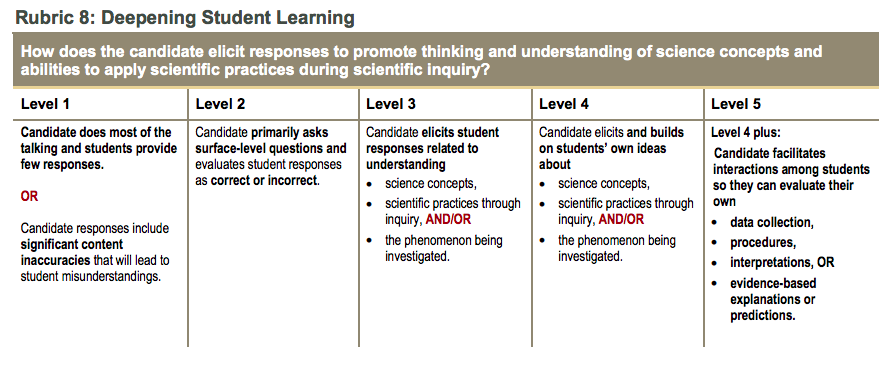 Rubric 8: Deepening Student Learning
How does the candidate elicit responses to promote thinking and understanding of science concepts and
abilities to apply scientific practices during scientific inquiry?
Level 1
Candidate does most of the
talking and students provide
few responses.
OR
Candidate responses include
significant content
inaccuracies that will lead to
student misunderstandings.
Level 2
Candidate primarily asks
surface-level questions and
evaluates student responses
as correct or incorrect.
Level 3
Candidate elicits student
responses related to
understanding
• science concepts,
• scientific practices through
inquiry, AND/OR
• the phenomenon being
investigated.
Level 4
Candidate elicits and builds
on students' own ideas
about
• science concepts,
• scientific practices through
inquiry, AND/OR
• the phenomenon being
investigated.
Level 5
Level 4 plus:
Candidate facilitates
interactions among students
so they can evaluate their
own
• data collection,
• procedures,
• interpretations, OR
• evidence-based
explanations or
predictions.